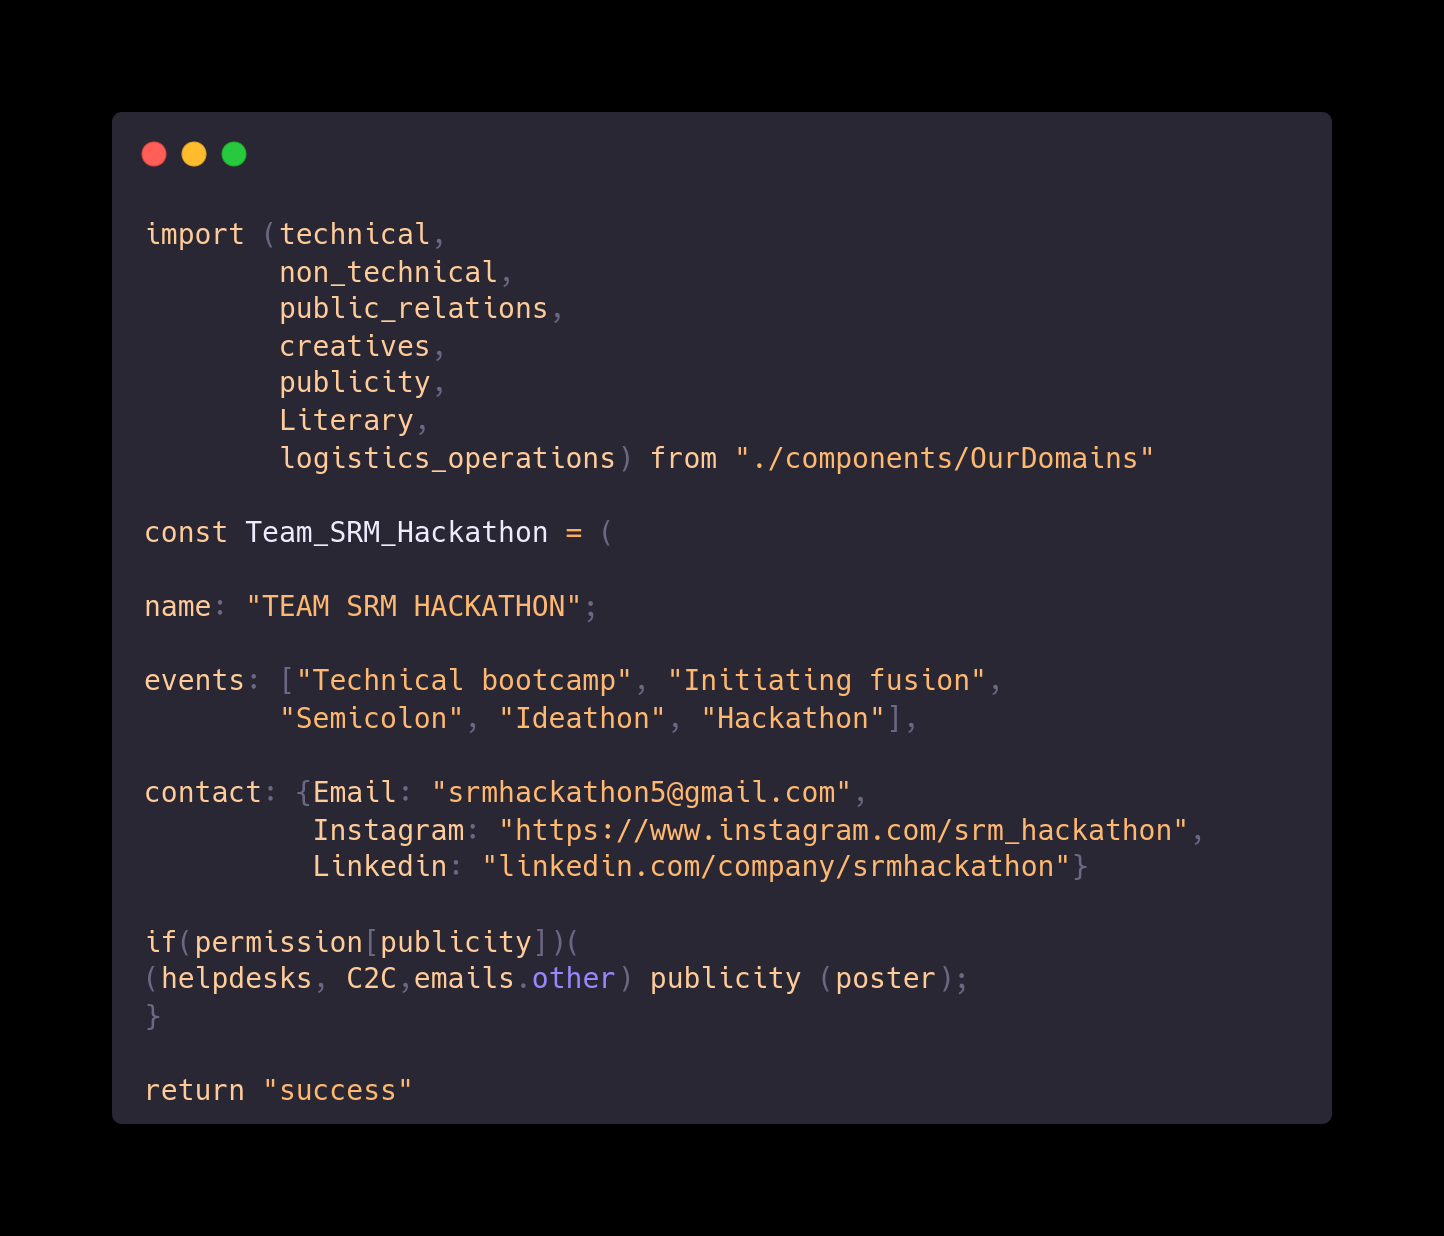 import (technical,
        non_technical,
        public_relations,
        creatives,
        publicity,
        Literary,
        logistics_operations) from "./components/OurDomains"
const Team_SRM_Hackathon = (
name: "TEAM SRM HACKATHON";
events: ["Technical bootcamp", "Initiating fusion",
        "Semicolon", "Ideathon", "Hackathon"],
contact: {Email: "srmhackathon5@gmail.com",
          Instagram: "https://www.instagram.com/srm_hackathon",
          Linkedin: "linkedin.com/company/srmhackathon"}
if(permission[publicity])(
(helpdesks, C2C,emails.other) publicity (poster);
}
return "success"